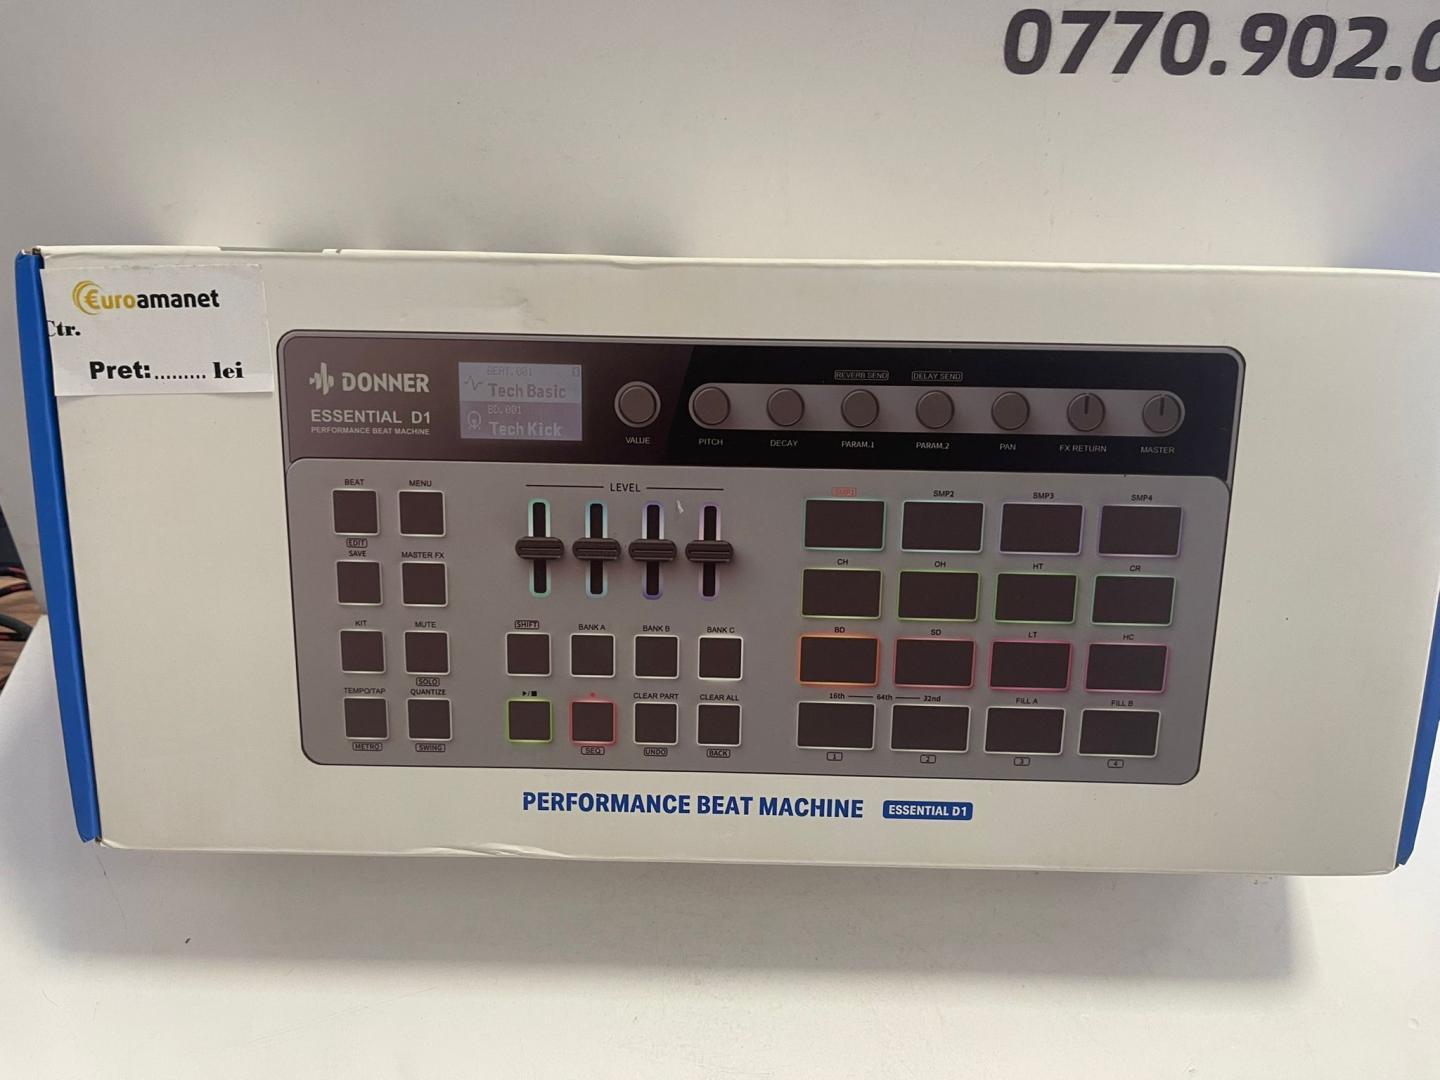 0770.902.0
Euroamanet
Ctr.
Pret:......... lei
DONNER
ESSENTIAL D1
PERFORMANCE BEAT MACHINE
BEAT.001
Tech Basic
BD.001
Tech Kick
REVERB SEND DELAY SEND
VALUE PITCH DECAY PARAM.1 PARAM.2 PAN FX RETURN MASTER
BEAT MENU
EDIT
SAVE MASTER FX
KIT MUTE
SOLO
TEMPO/TAP QUANTIZE
METRO SWING
LEVEL
SHIFT BANK A BANK B BANK C
CLEAR PART CLEAR ALL
SEQ UNDO BACK
SMP1 SMP2 SMP3 SMP4
CH OH HT CR
BD SD LT HC
16th 64th 32nd FILL A FILL B
1 2 3 4
PERFORMANCE BEAT MACHINE ESSENTIAL D1